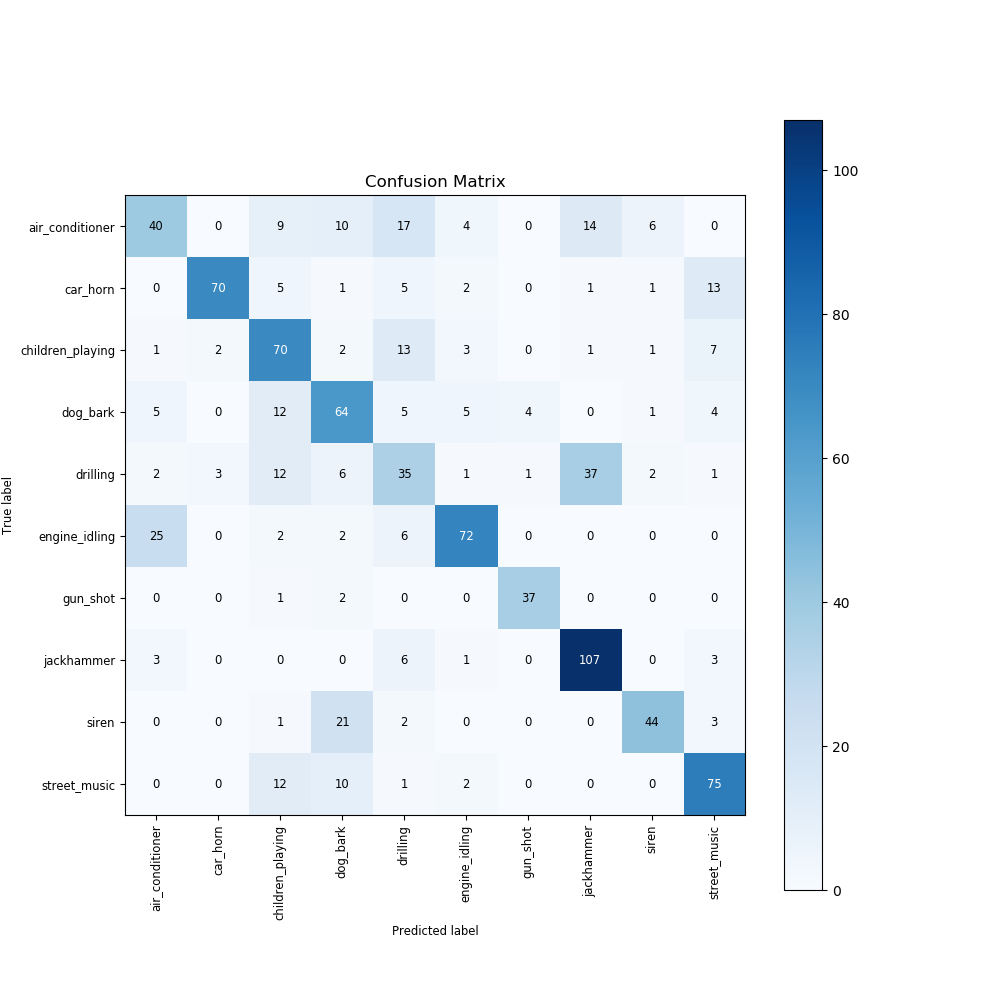 Confusion Matrix
air_conditioner 40 0 9 10 17 4 0 14 6 0
car_horn 0 70 5 1 5 2 0 1 1 13
children_playing 1 2 70 2 13 3 0 1 1 7
dog_bark 5 0 12 64 5 5 4 0 1 4
drilling 2 3 12 6 35 1 1 37 2 1
engine_idling 25 0 2 2 6 72 0 0 0 0
gun_shot 0 0 1 2 0 0 37 0 0 0
jackhammer 3 0 0 0 6 1 0 107 0 3
siren 0 0 1 21 2 0 0 0 44 3
street_music 0 0 12 10 1 2 0 0 0 75
True label
air_conditioner car_horn children_playing dog_bark drilling engine_idling gun_shot jackhammer siren street_music
Predicted label
100
80
60
40
20
0